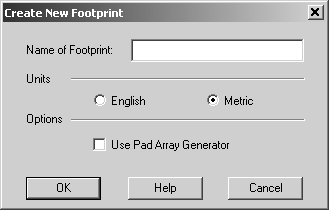 Create New Footprint
Name of Footprint:
Units
English Metric
Options
Use Pad Array Generator
OK Help Cancel